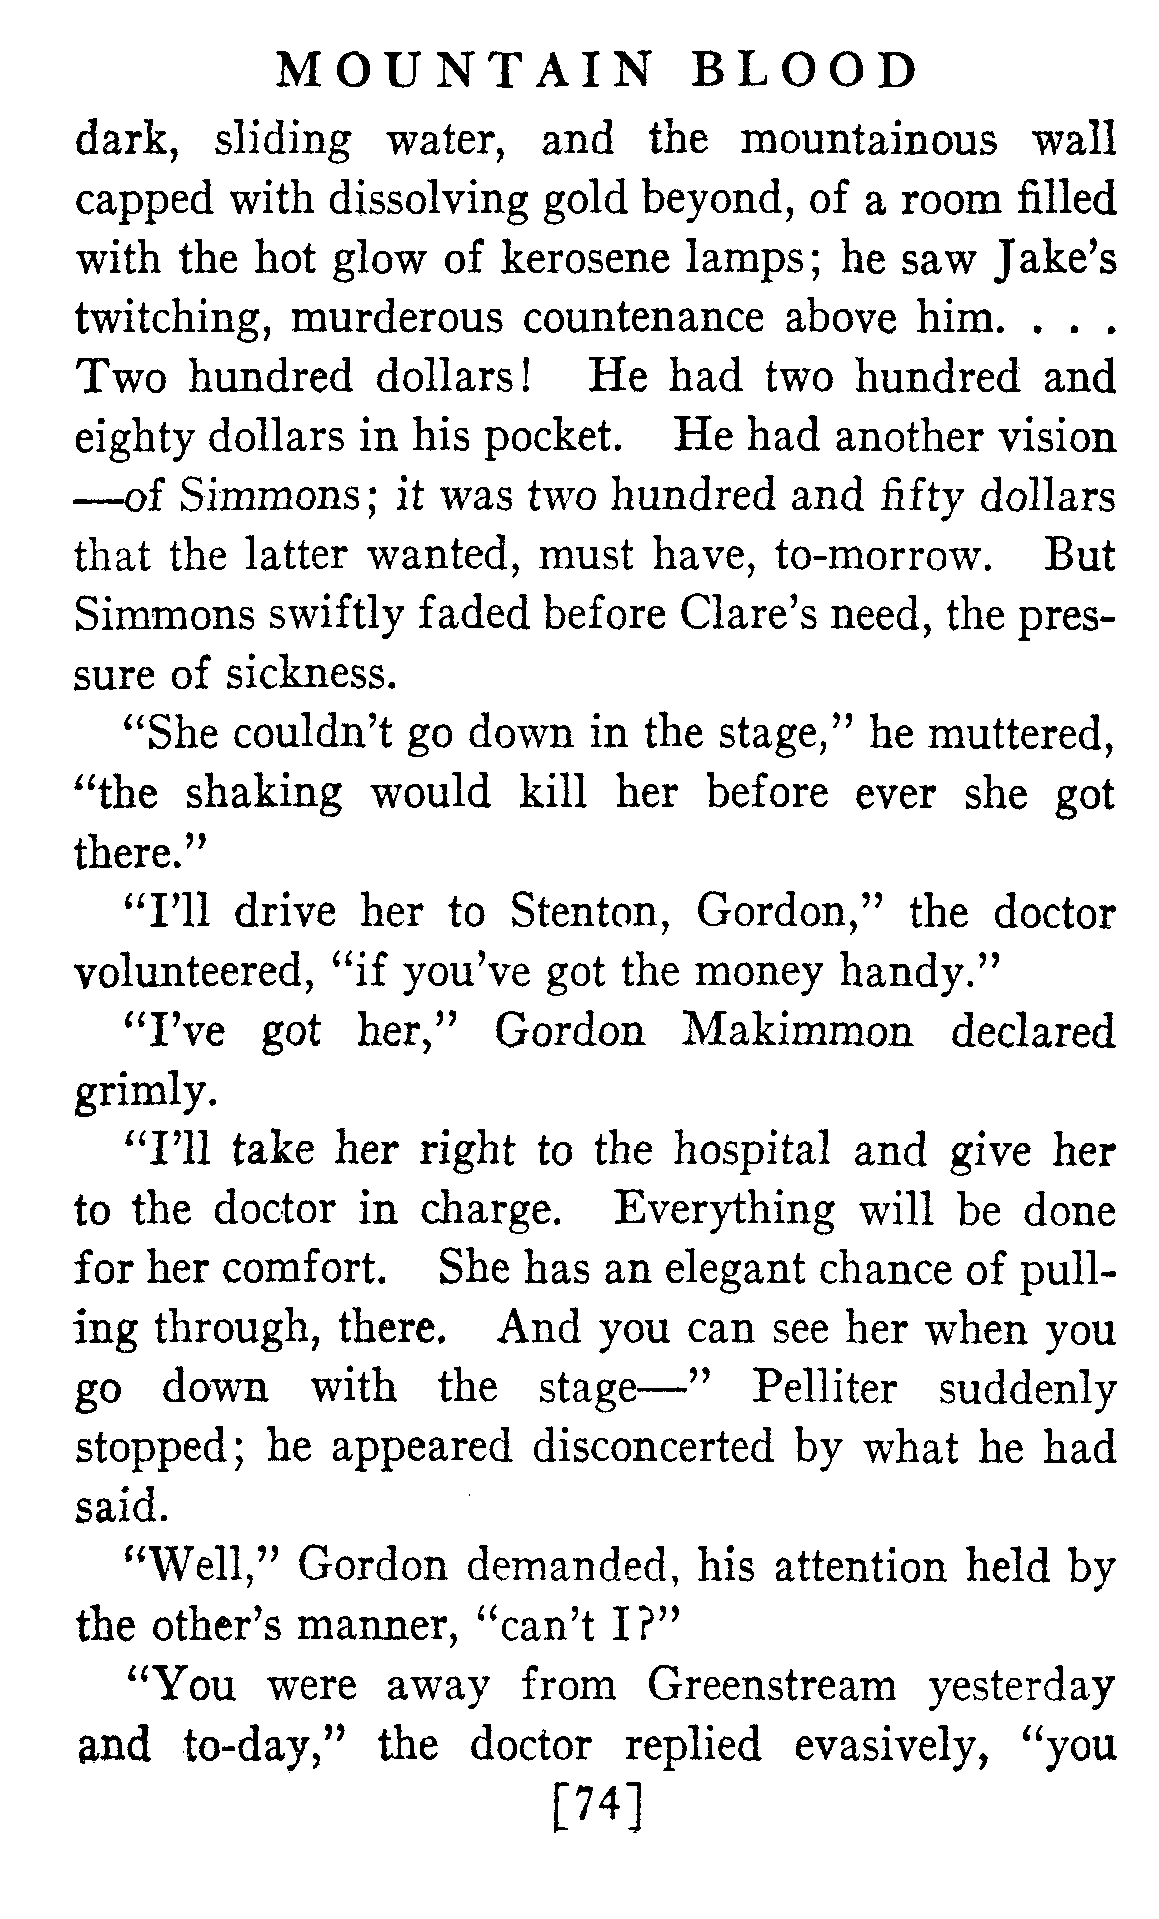 MOUNTAIN BLOOD
dark, sliding water, and the mountainous wall
capped with dissolving gold beyond, of a room filled
with the hot glow of kerosene lamps; he saw Jake's
twitching, murderous countenance above him. . . .
Two hundred dollars! He had two hundred and
eighty dollars in his pocket. He had another vision
—of Simmons; it was two hundred and fifty dollars
that the latter wanted, must have, to-morrow. But
Simmons swiftly faded before Clare's need, the pres-
sure of sickness.
“She couldn't go down in the stage,” he muttered,
“the shaking would kill her before ever she got
there.”
“I'll drive her to Stenton, Gordon,” the doctor
volunteered, “if you've got the money handy.”
“I've got her,” Gordon Makimmon declared
grimly.
“I'll take her right to the hospital and give her
to the doctor in charge. Everything will be done
for her comfort. She has an elegant chance of pull-
ing through, there. And you can see her when you
go down with the stage—” Pelliter suddenly
stopped; he appeared disconcerted by what he had
said.
“Well,” Gordon demanded, his attention held by
the other's manner, “can't I?”
“You were away from Greenstream yesterday
and to-day,” the doctor replied evasively, “you
[74]